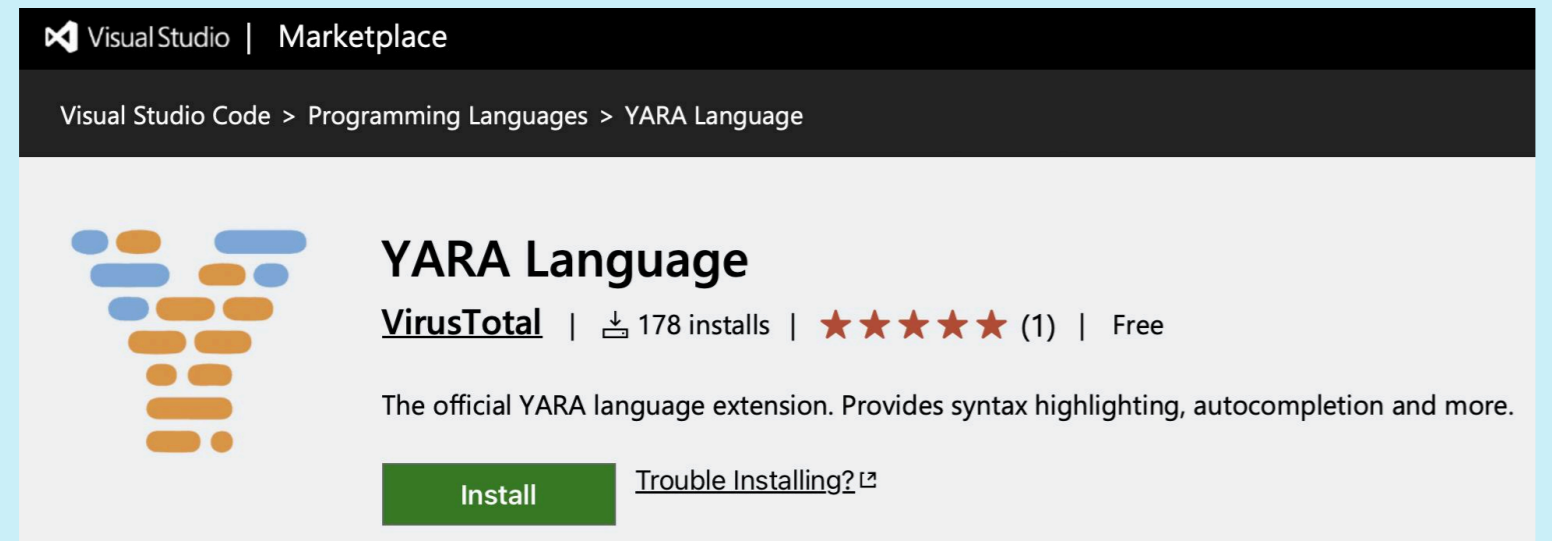 Visual Studio | Marketplace
Visual Studio Code > Programming Languages > YARA Language
YARA Language
VirusTotal | 178 installs | ★★★★★ (1) | Free
The official YARA language extension. Provides syntax highlighting, autocompletion and more.
Install
Trouble Installing?